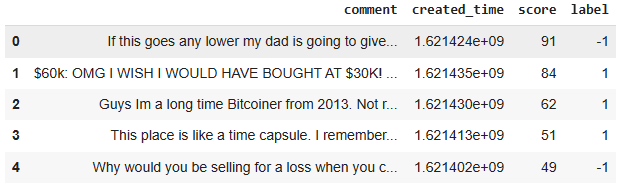 comment created_time score label
0 If this goes any lower my dad is going to give... 1.621424e+09 91 -1
1 $60k: OMG I WISH I WOULD HAVE BOUGHT AT $30K! ... 1.621435e+09 84 1
2 Guys Im a long time Bitcoiner from 2013. Not r... 1.621430e+09 62 1
3 This place is like a time capsule. I remember... 1.621413e+09 51 1
4 Why would you be selling for a loss when you c... 1.621402e+09 49 -1